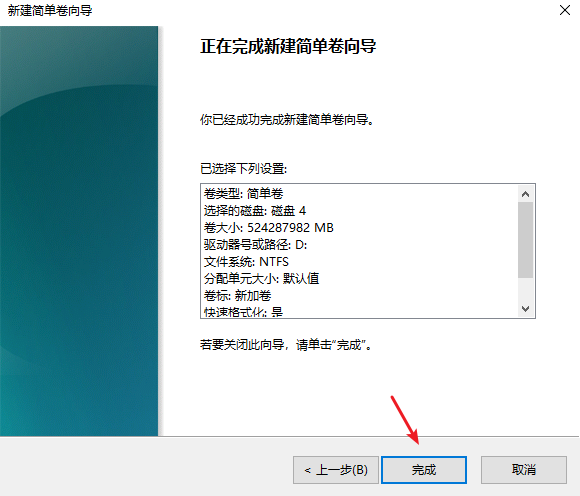 新建简单卷向导
正在完成新建简单卷向导
你已经成功完成新建简单卷向导。
已选择下列设置:
卷类型: 简单卷
选择的磁盘: 磁盘 4
卷大小: 524287982 MB
驱动器号或路径: D:
文件系统: NTFS
分配单元大小: 默认值
卷标: 新加卷
快速格式化: 是
若要关闭此向导，请单击“完成”。
< 上一步(B)
完成
取消